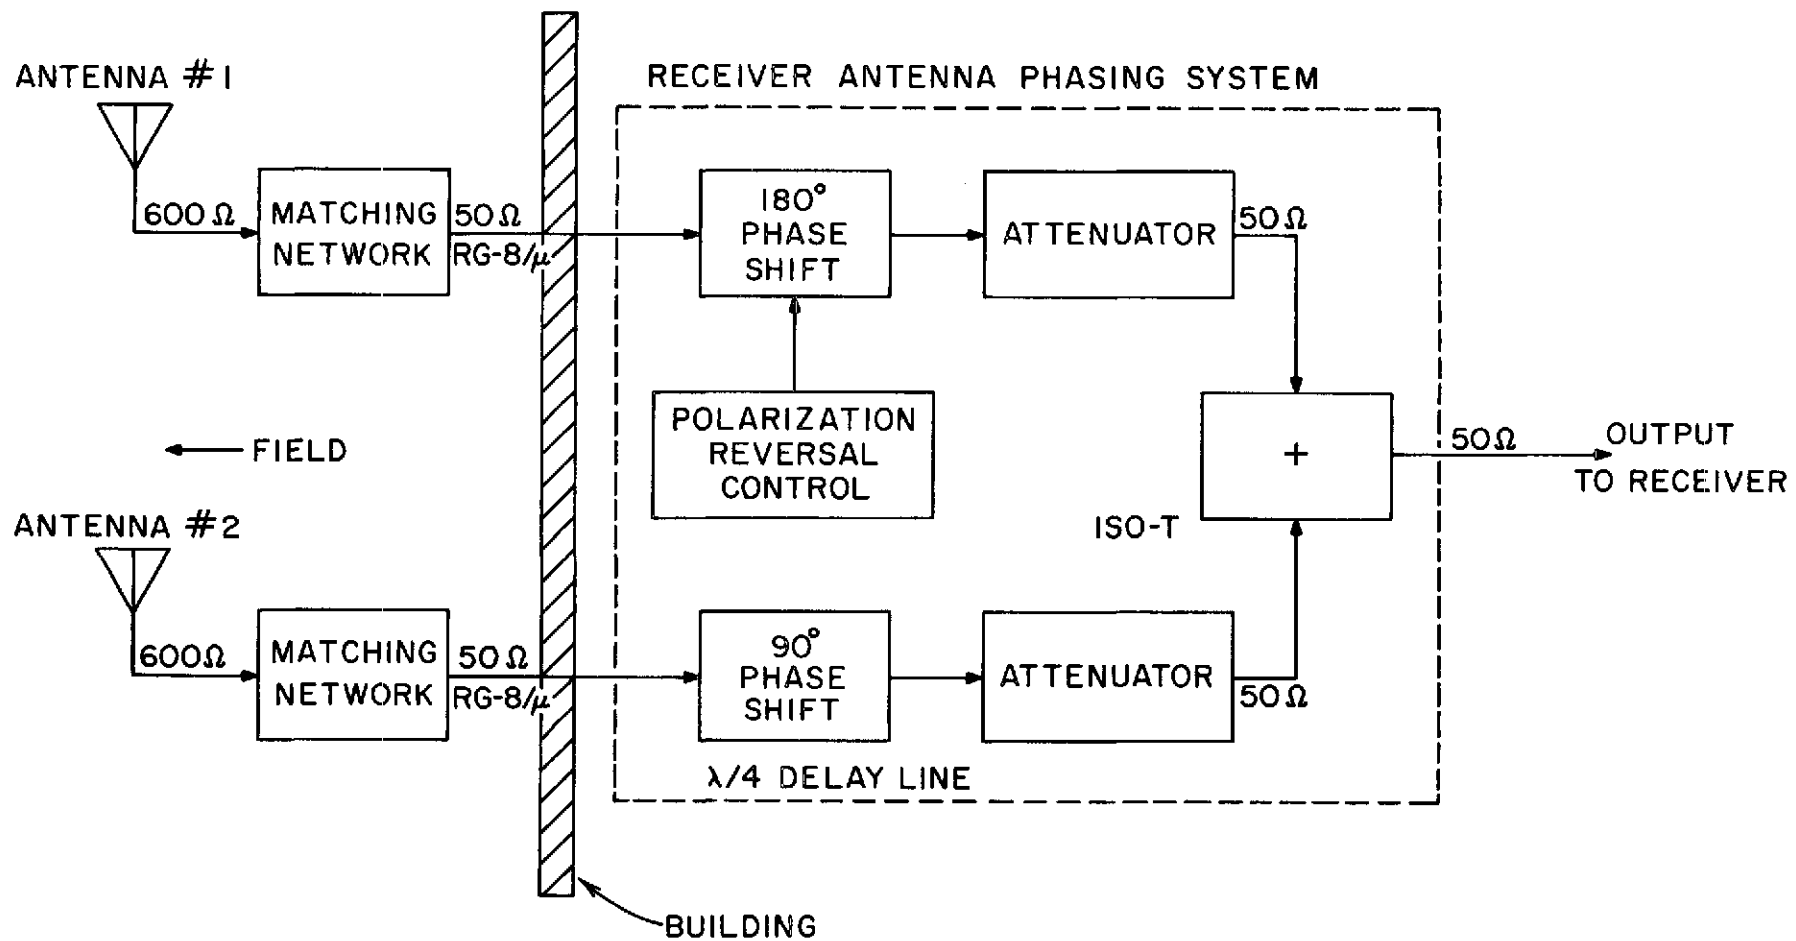 ANTENNA #1
RECEIVER ANTENNA PHASING SYSTEM
600Ω
MATCHING
NETWORK
50Ω
RG-8/μ
180°
PHASE
SHIFT
ATTENUATOR
50Ω
POLARIZATION
REVERSAL
CONTROL
← FIELD
+
ISO-T
50Ω
OUTPUT
TO RECEIVER
ANTENNA #2
600Ω
MATCHING
NETWORK
50Ω
RG-8/μ
90°
PHASE
SHIFT
ATTENUATOR
50Ω
λ/4 DELAY LINE
BUILDING